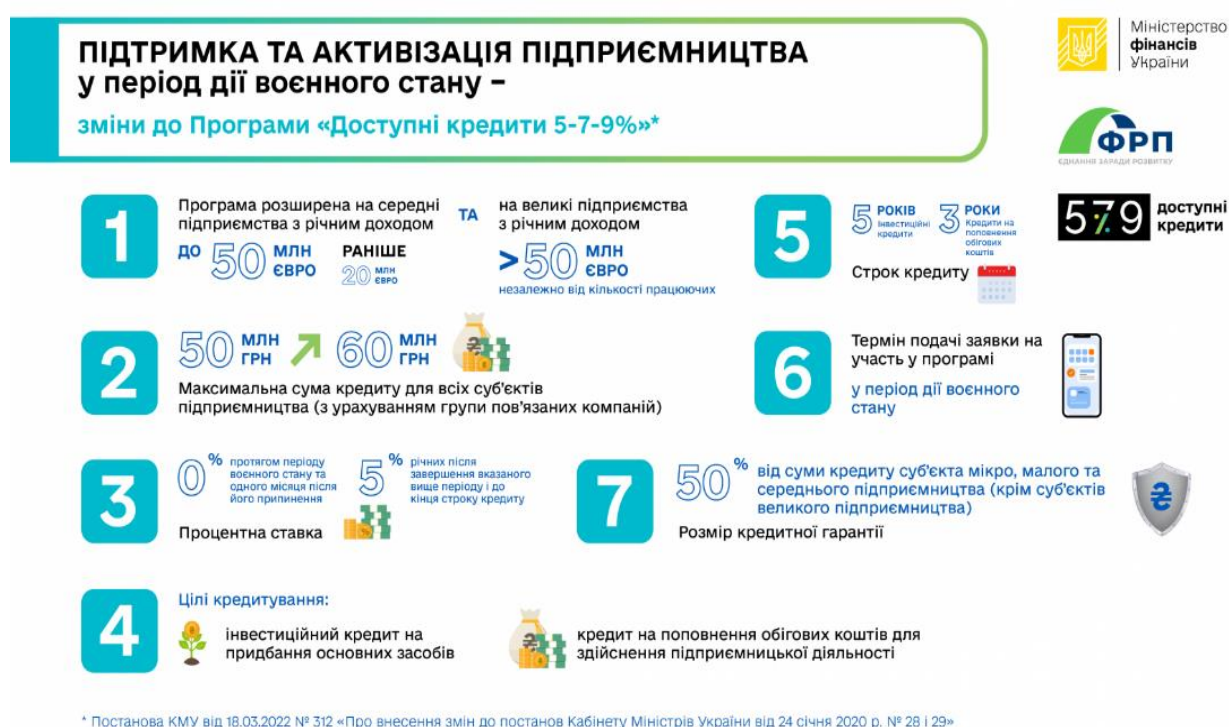 ПІДТРИМКА ТА АКТИВІЗАЦІЯ ПІДПРИЄМНИЦТВА
у період дії воєнного стану –
зміни до Програми «Доступні кредити 5-7-9%»*
Міністерство
фінансів
України
ФРП
ЄДНАННЯ ЗАРАДИ РОЗВИТКУ
579 доступні
кредити
1
Програма розширена на середні
підприємства з річним доходом
ДО 50 МЛН
ЄВРО
РАНІШЕ
20 МЛН
ЄВРО
ТА
на великі підприємства
з річним доходом
>50 МЛН
ЄВРО
незалежно від кількості працюючих
2
50 МЛН
ГРН
60 МЛН
ГРН
Максимальна сума кредиту для всіх суб'єктів
підприємництва (з урахуванням групи пов'язаних компаній)
3
0% протягом періоду
воєнного стану та
одного місяця після
його припинення
5% річних після
завершення вказаного
вище періоду і до
кінця строку кредиту
Процентна ставка
4
Цілі кредитування:
інвестиційний кредит на
придбання основних засобів
кредит на поповнення обігових коштів для
здійснення підприємницької діяльності
5
5 РОКІВ
Інвестиційні
кредити
3 РОКИ
Кредити на
поповнення
обігових
коштів
Строк кредиту
6
Термін подачі заявки на
участь у програмі
у період дії воєнного
стану
7
50% від суми кредиту суб'єкта мікро, малого та
середнього підприємництва (крім суб'єктів
великого підприємництва)
Розмір кредитної гарантії
* Постанова КМУ від 18.03.2022 № 312 «Про внесення змін до постанов Кабінету Міністрів України від 24 січня 2020 р. № 28 і 29»